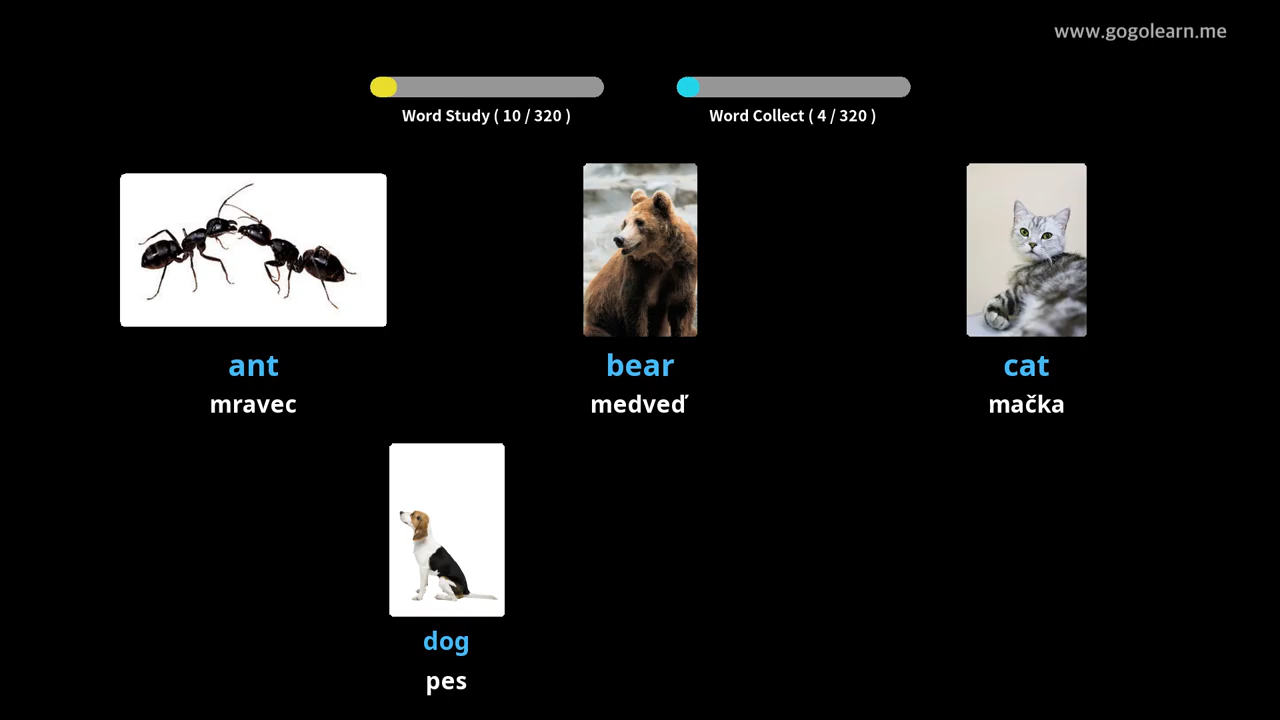 www.gogolearn.me
Word Study ( 10 / 320 )
Word Collect ( 4 / 320 )
ant
mravec
bear
medveď
cat
mačka
dog
pes